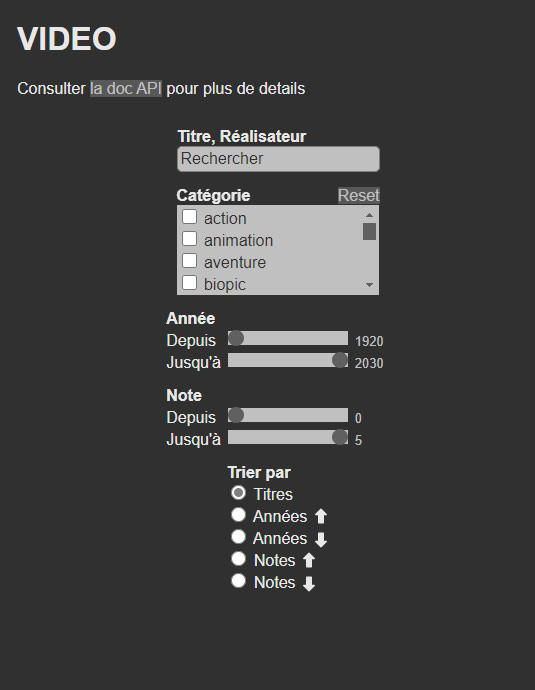 VIDEO
Consulter la doc API pour plus de details
Titre, Réalisateur
Rechercher
Catégorie Reset
action
animation
aventure
biopic
Année
Depuis 1920
Jusqu'à 2030
Note
Depuis 0
Jusqu'à 5
Trier par
Titres
Années ⬆
Années ⬇
Notes ⬆
Notes ⬇